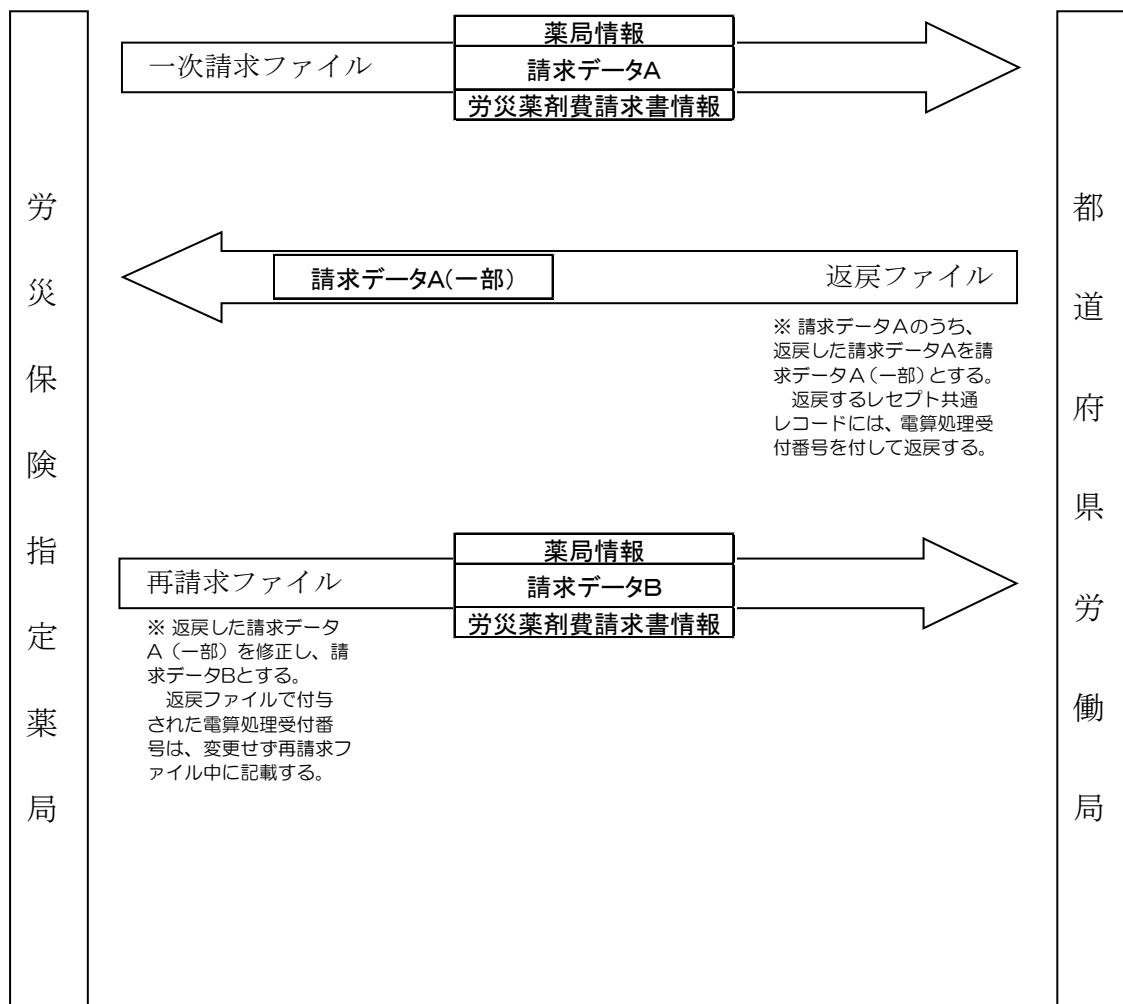 労災保険指定薬局
薬局情報
一次請求ファイル
請求データA
労災薬剤費請求書情報
請求データA(一部)
返戻ファイル
※ 請求データAのうち、
返戻した請求データAを請
求データA（一部）とする。
返戻するレセプト共通
レコードには、電算処理受
付番号を付して返戻する。
薬局情報
再請求ファイル
請求データB
労災薬剤費請求書情報
※ 返戻した請求データ
A（一部）を修正し、請
求データBとする。
返戻ファイルで付与
された電算処理受付番
号は、変更せず再請求フ
ァイル中に記載する。
都道府県労働局